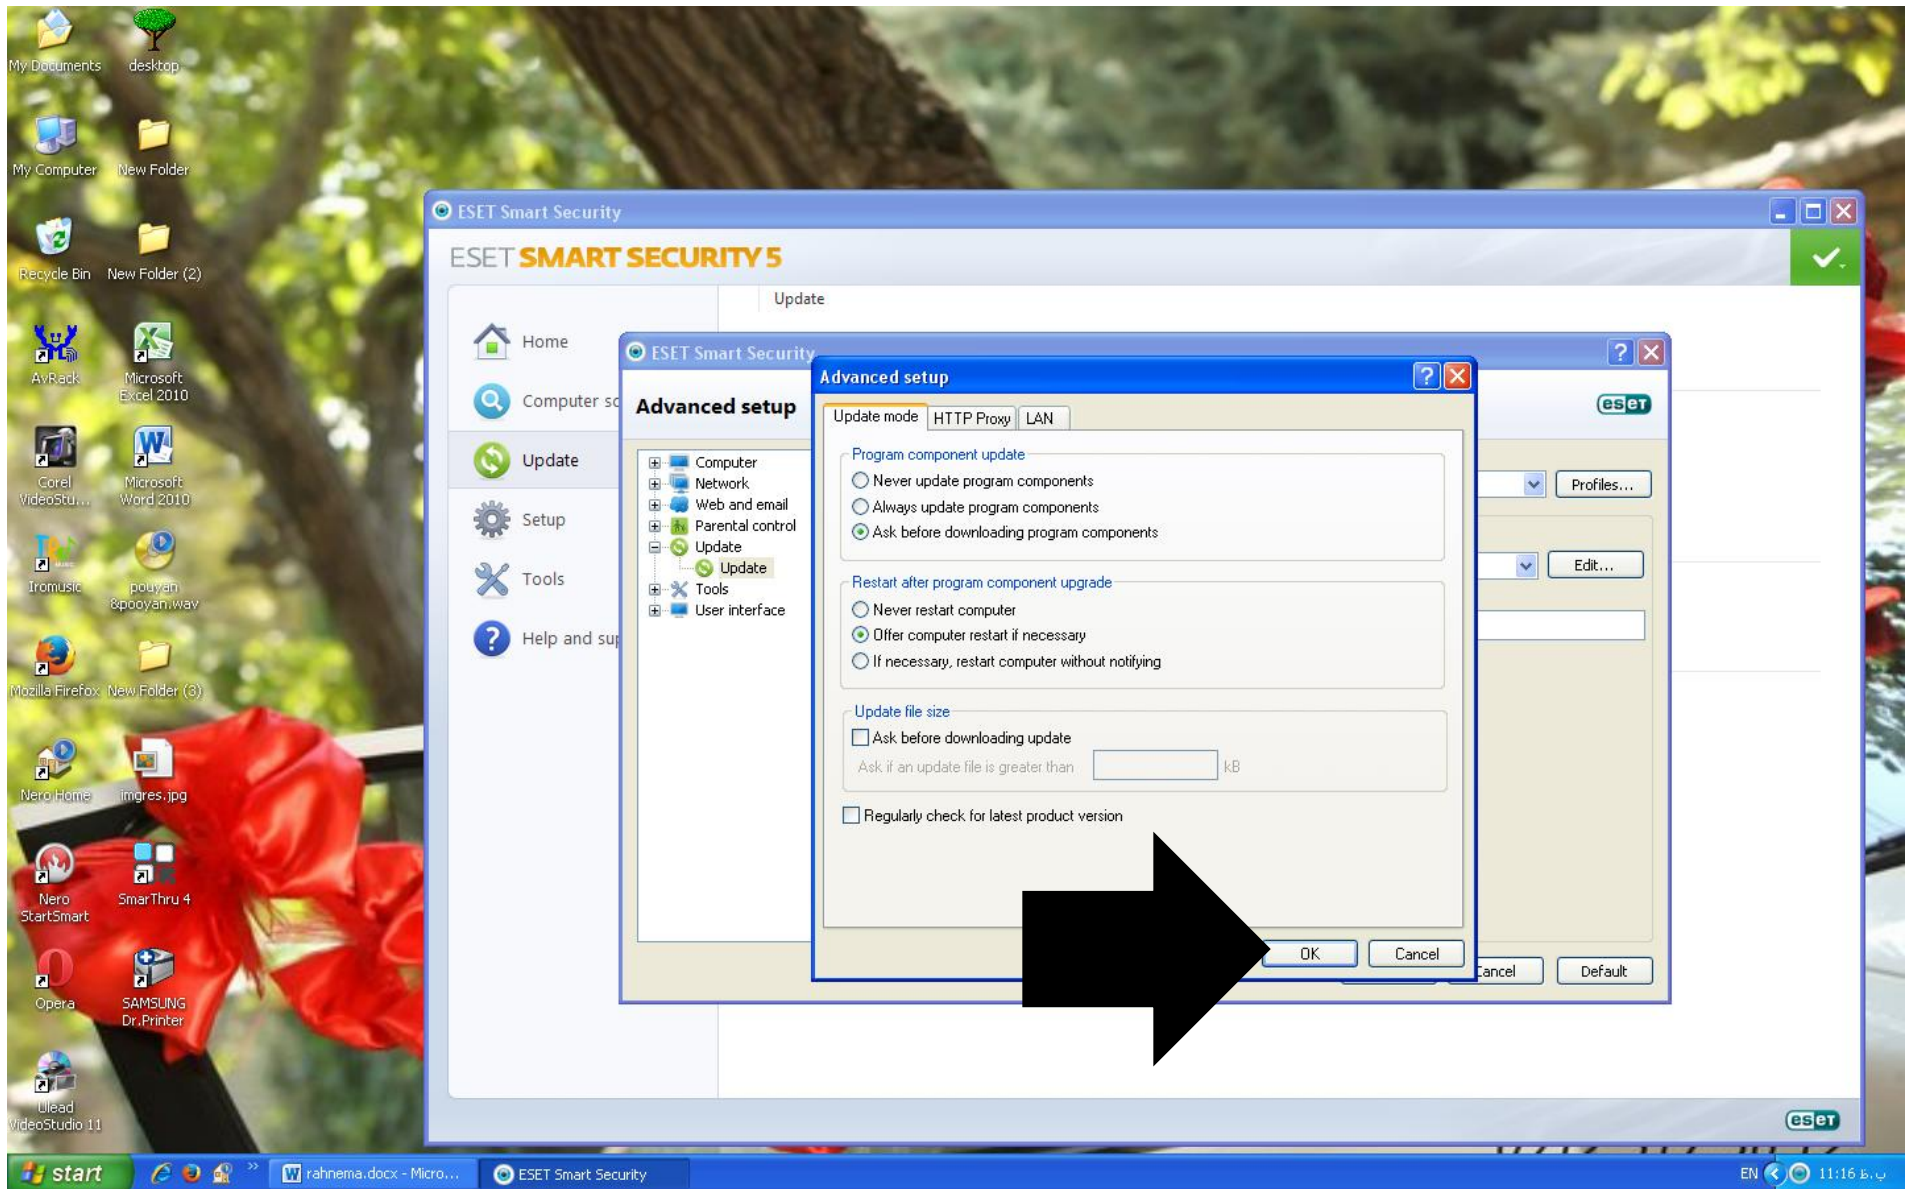 My Documents
desktop
My Computer
New Folder
Recycle Bin
New Folder (2)
AvRack
Microsoft
Excel 2010
Corel
VideoStu...
Microsoft
Word 2010
Iromusic
pouyan
&pooyan.wav
Mozilla Firefox
New Folder (3)
Nero Home
imgres.jpg
Nero
StartSmart
SmarThru 4
Opera
SAMSUNG
Dr.Printer
Ulead
VideoStudio 11
ESET Smart Security
ESET SMART SECURITY 5
Home
Computer sc
Update
Setup
Tools
Help and sup
Update
ESET Smart Security
Advanced setup
eset
Computer
Network
Web and email
Parental control
Update
Update
Tools
User interface
Profiles...
Edit...
Cancel
Default
Advanced setup
Update mode
HTTP Proxy
LAN
Program component update
Never update program components
Always update program components
Ask before downloading program components
Restart after program component upgrade
Never restart computer
Offer computer restart if necessary
If necessary, restart computer without notifying
Update file size
Ask before downloading update
Ask if an update file is greater than kB
Regularly check for latest product version
OK
Cancel
eset
start
rahnema.docx - Micro...
ESET Smart Security
EN
11:16 ب.ظ